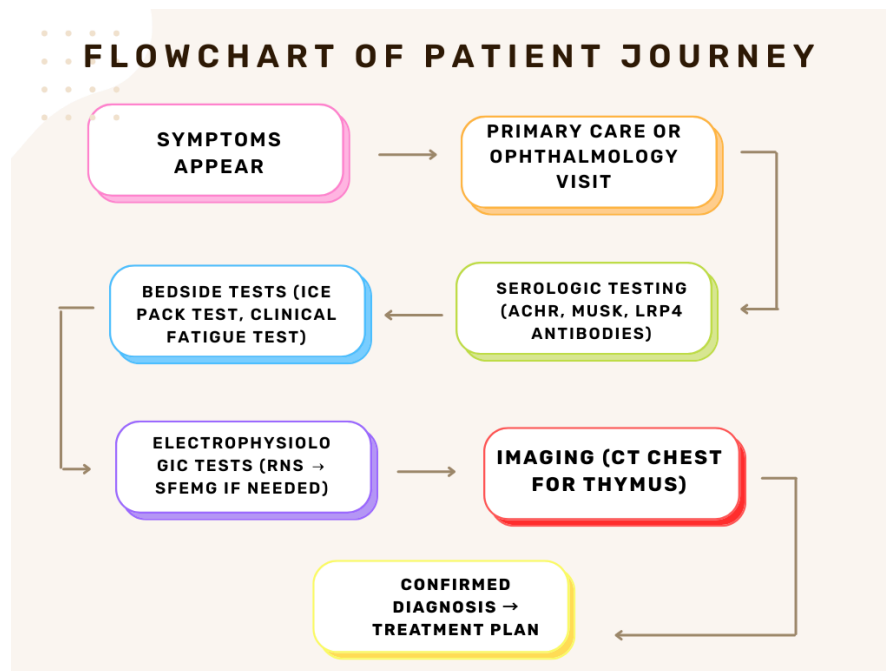 FLOWCHART OF PATIENT JOURNEY
SYMPTOMS
APPEAR
PRIMARY CARE OR
OPHTHALMOLOGY
VISIT
SEROLOGIC TESTING
(ACHR, MUSK, LRP4
ANTIBODIES)
BEDSIDE TESTS (ICE
PACK TEST, CLINICAL
FATIGUE TEST)
ELECTROPHYSIOLO
GIC TESTS (RNS →
SFEMG IF NEEDED)
IMAGING (CT CHEST
FOR THYMUS)
CONFIRMED
DIAGNOSIS →
TREATMENT PLAN